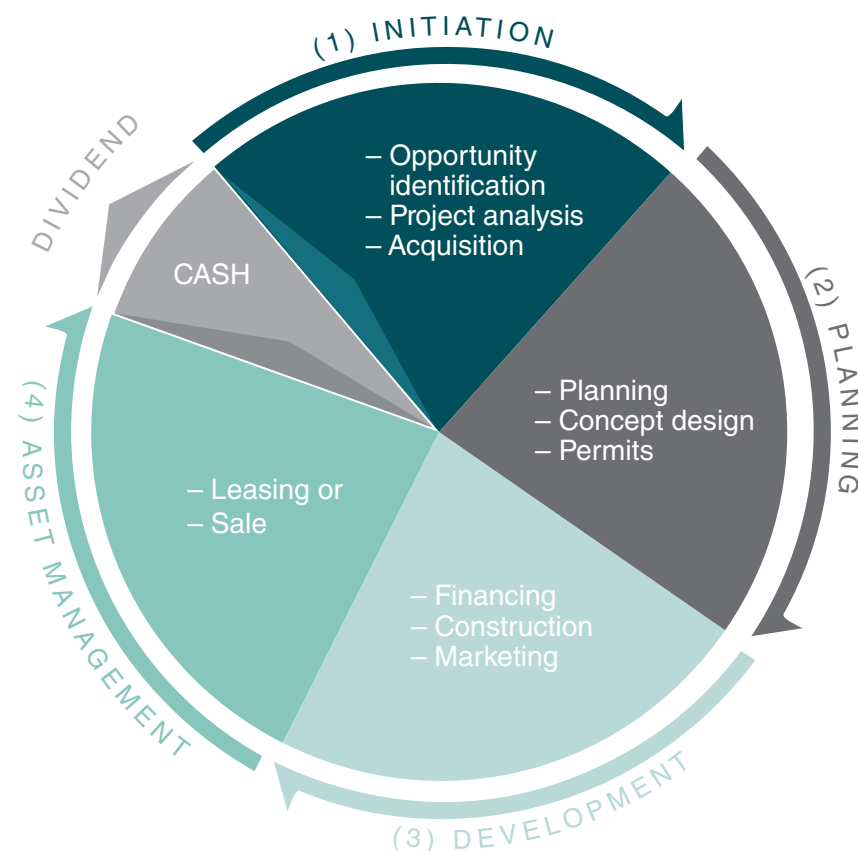 (1) INITIATION
– Opportunity
identification
– Project analysis
– Acquisition
(2) PLANNING
– Planning
– Concept design
– Permits
(3) DEVELOPMENT
– Financing
– Construction
– Marketing
(4) ASSET MANAGEMENT
– Leasing or
– Sale
CASH
DIVIDEND